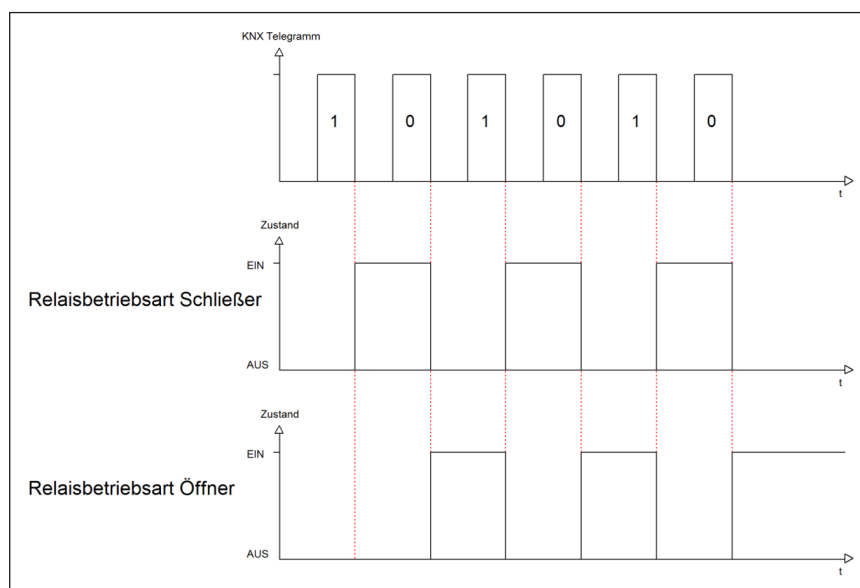 KNX Telegramm
1 0 1 0 1 0
t
Zustand
EIN
Relaisbetriebsart Schließer
AUS
t
Zustand
EIN
Relaisbetriebsart Öffner
AUS
t